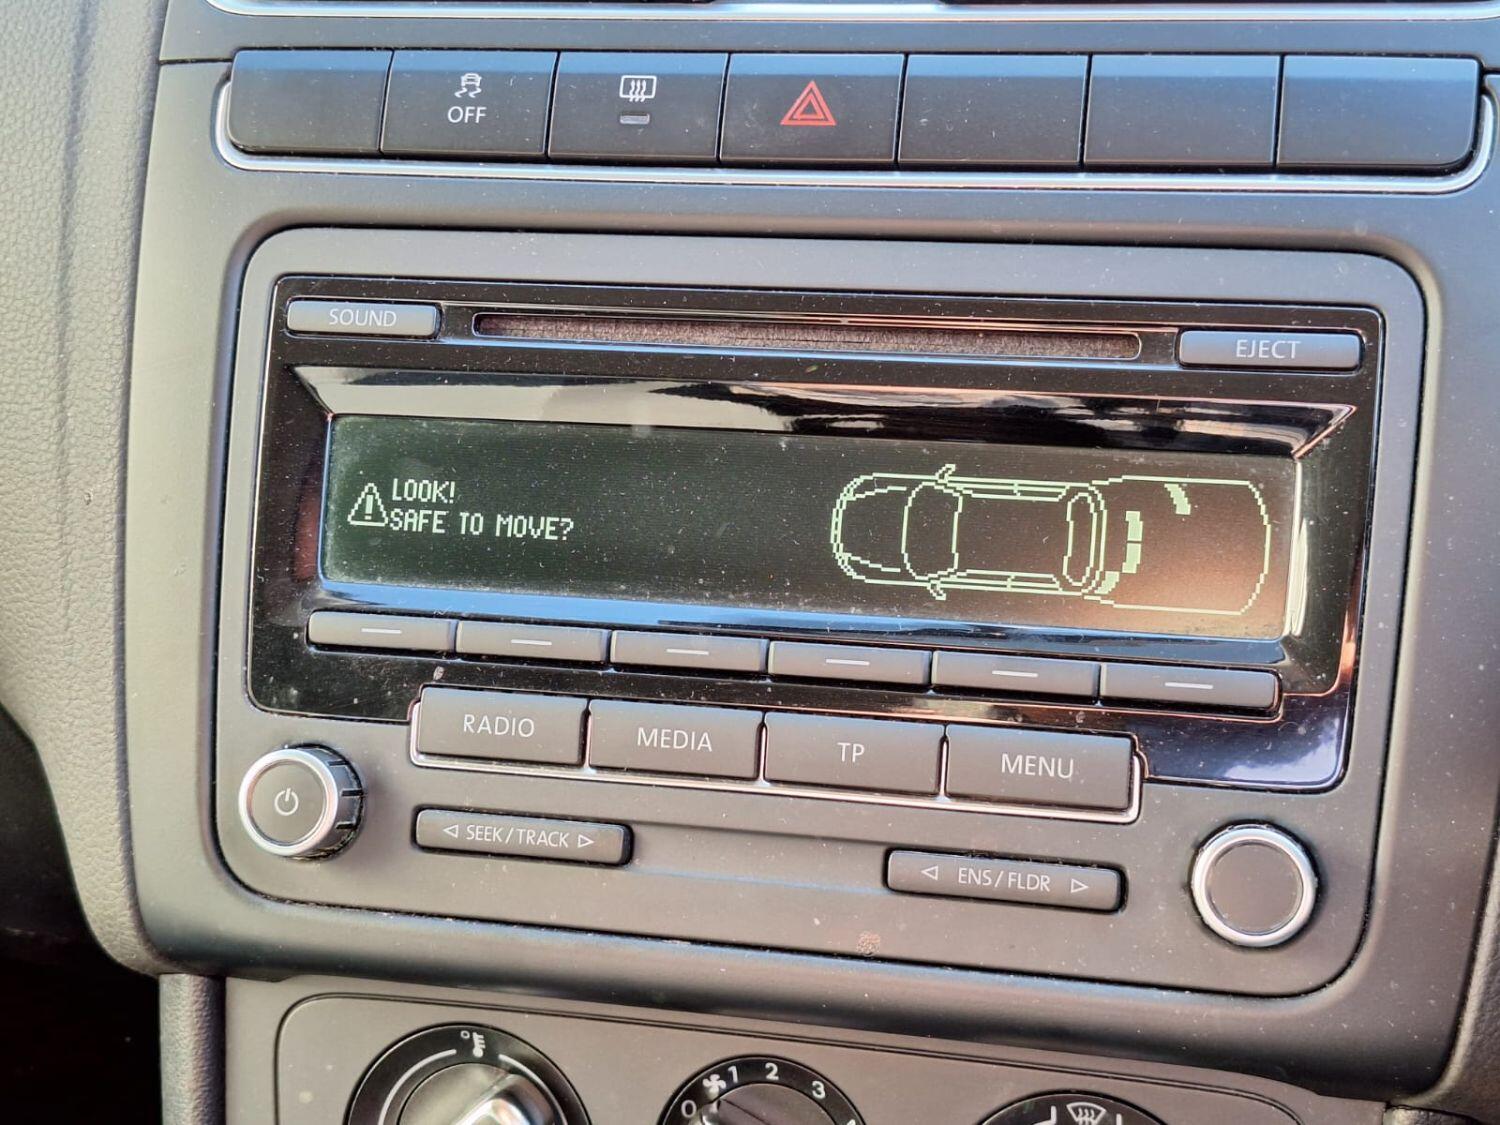 OFF
SOUND
EJECT
LOOK!
SAFE TO MOVE?
RADIO
MEDIA
TP
MENU
SEEK / TRACK
ENS / FLDR
0 1 2 3